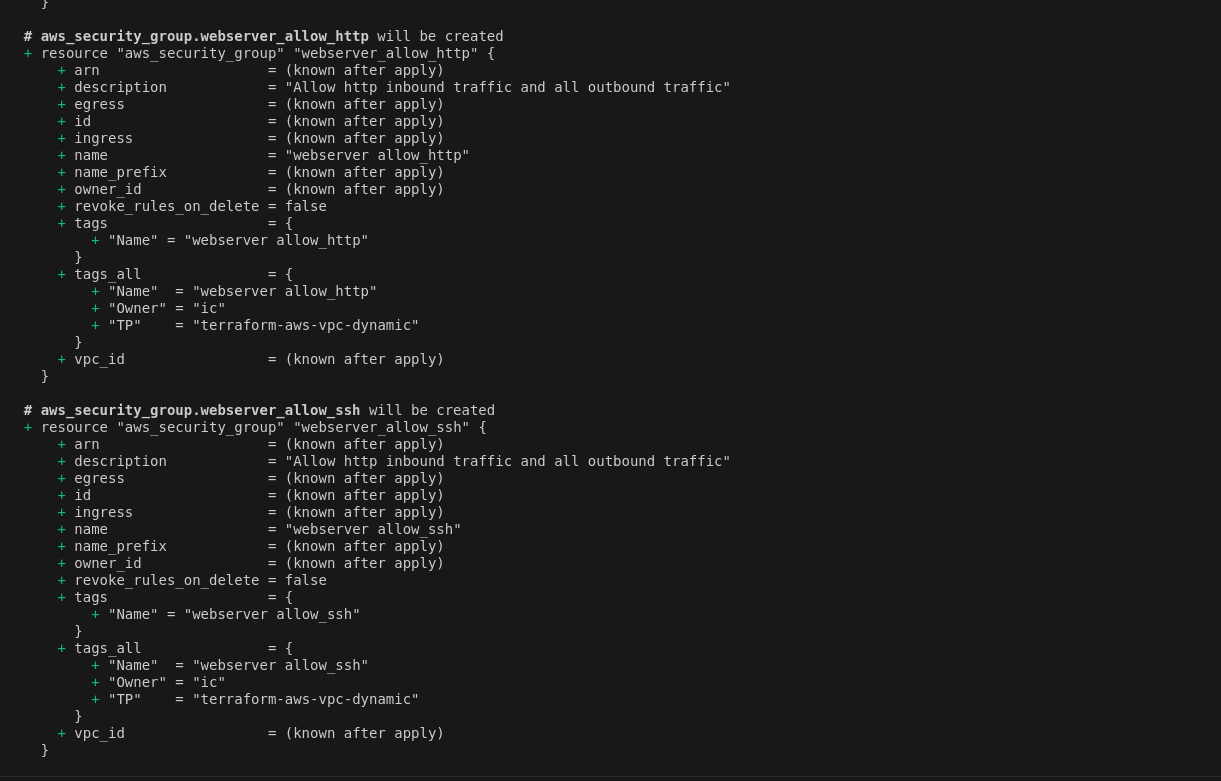 }
# aws_security_group.webserver_allow_http will be created
+ resource "aws_security_group" "webserver_allow_http" {
+ arn = (known after apply)
+ description = "Allow http inbound traffic and all outbound traffic"
+ egress = (known after apply)
+ id = (known after apply)
+ ingress = (known after apply)
+ name = "webserver allow_http"
+ name_prefix = (known after apply)
+ owner_id = (known after apply)
+ revoke_rules_on_delete = false
+ tags = {
+ "Name" = "webserver allow_http"
}
+ tags_all = {
+ "Name" = "webserver allow_http"
+ "Owner" = "ic"
+ "TP" = "terraform-aws-vpc-dynamic"
}
+ vpc_id = (known after apply)
}
# aws_security_group.webserver_allow_ssh will be created
+ resource "aws_security_group" "webserver_allow_ssh" {
+ arn = (known after apply)
+ description = "Allow http inbound traffic and all outbound traffic"
+ egress = (known after apply)
+ id = (known after apply)
+ ingress = (known after apply)
+ name = "webserver allow_ssh"
+ name_prefix = (known after apply)
+ owner_id = (known after apply)
+ revoke_rules_on_delete = false
+ tags = {
+ "Name" = "webserver allow_ssh"
}
+ tags_all = {
+ "Name" = "webserver allow_ssh"
+ "Owner" = "ic"
+ "TP" = "terraform-aws-vpc-dynamic"
}
+ vpc_id = (known after apply)
}